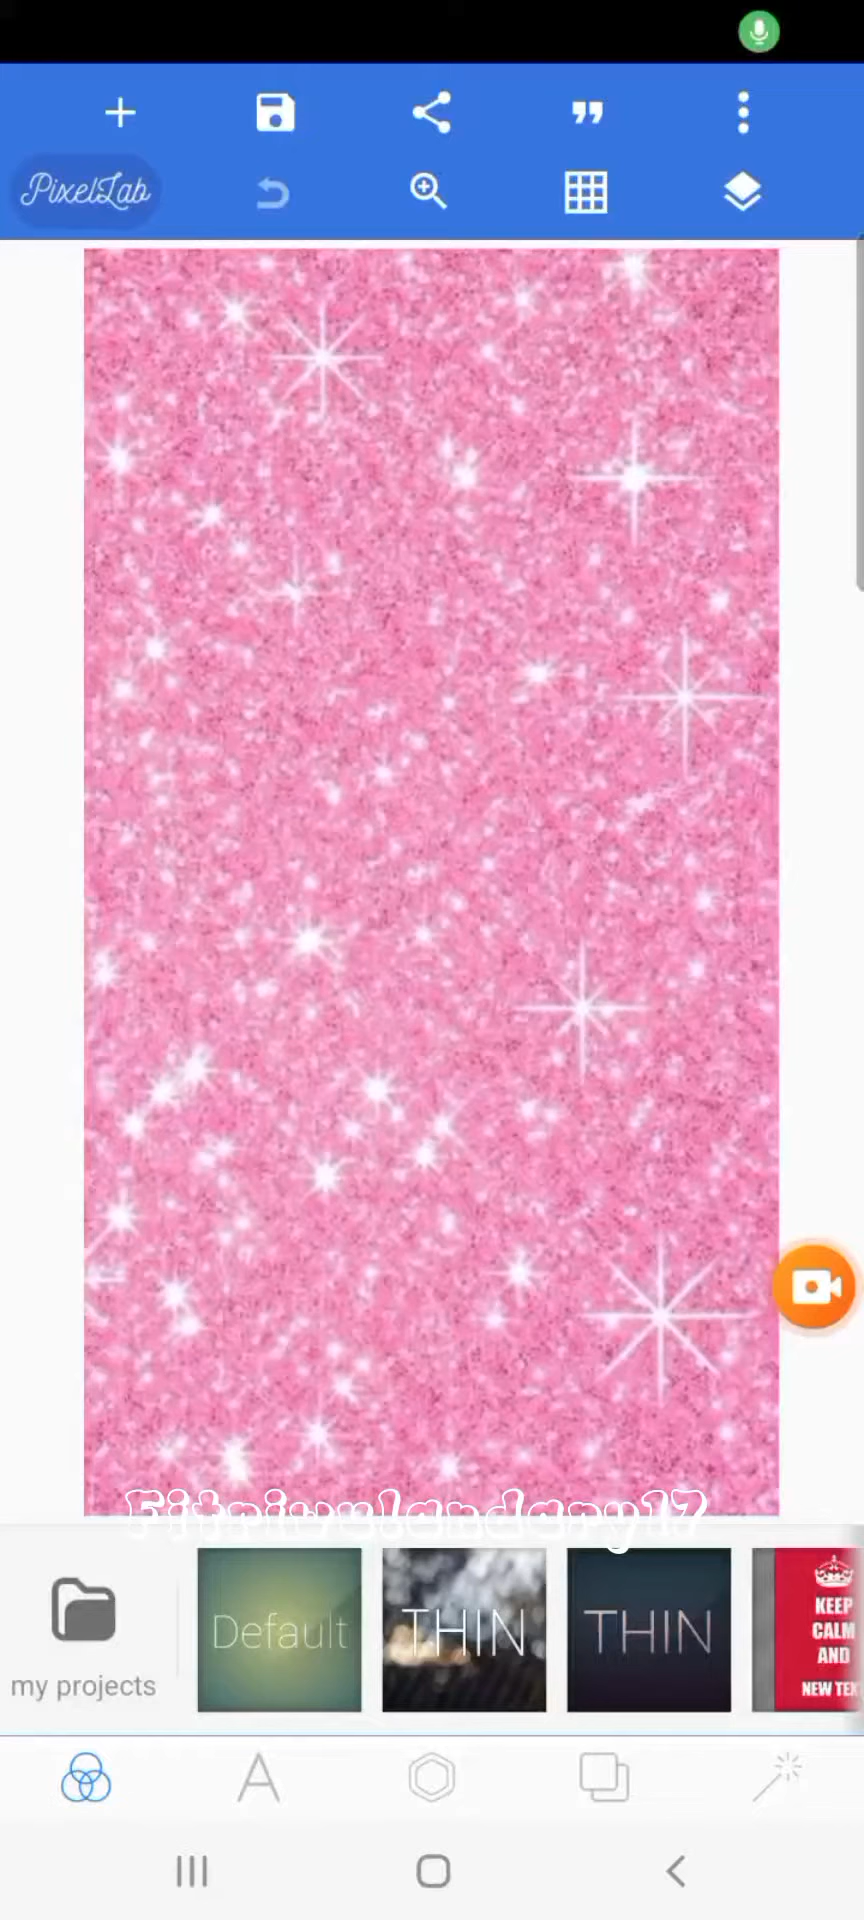 PixelLab
Fitriwulandary17
my projects
Default
THIN
THIN
KEEP
CALM
AND
NEW TEX